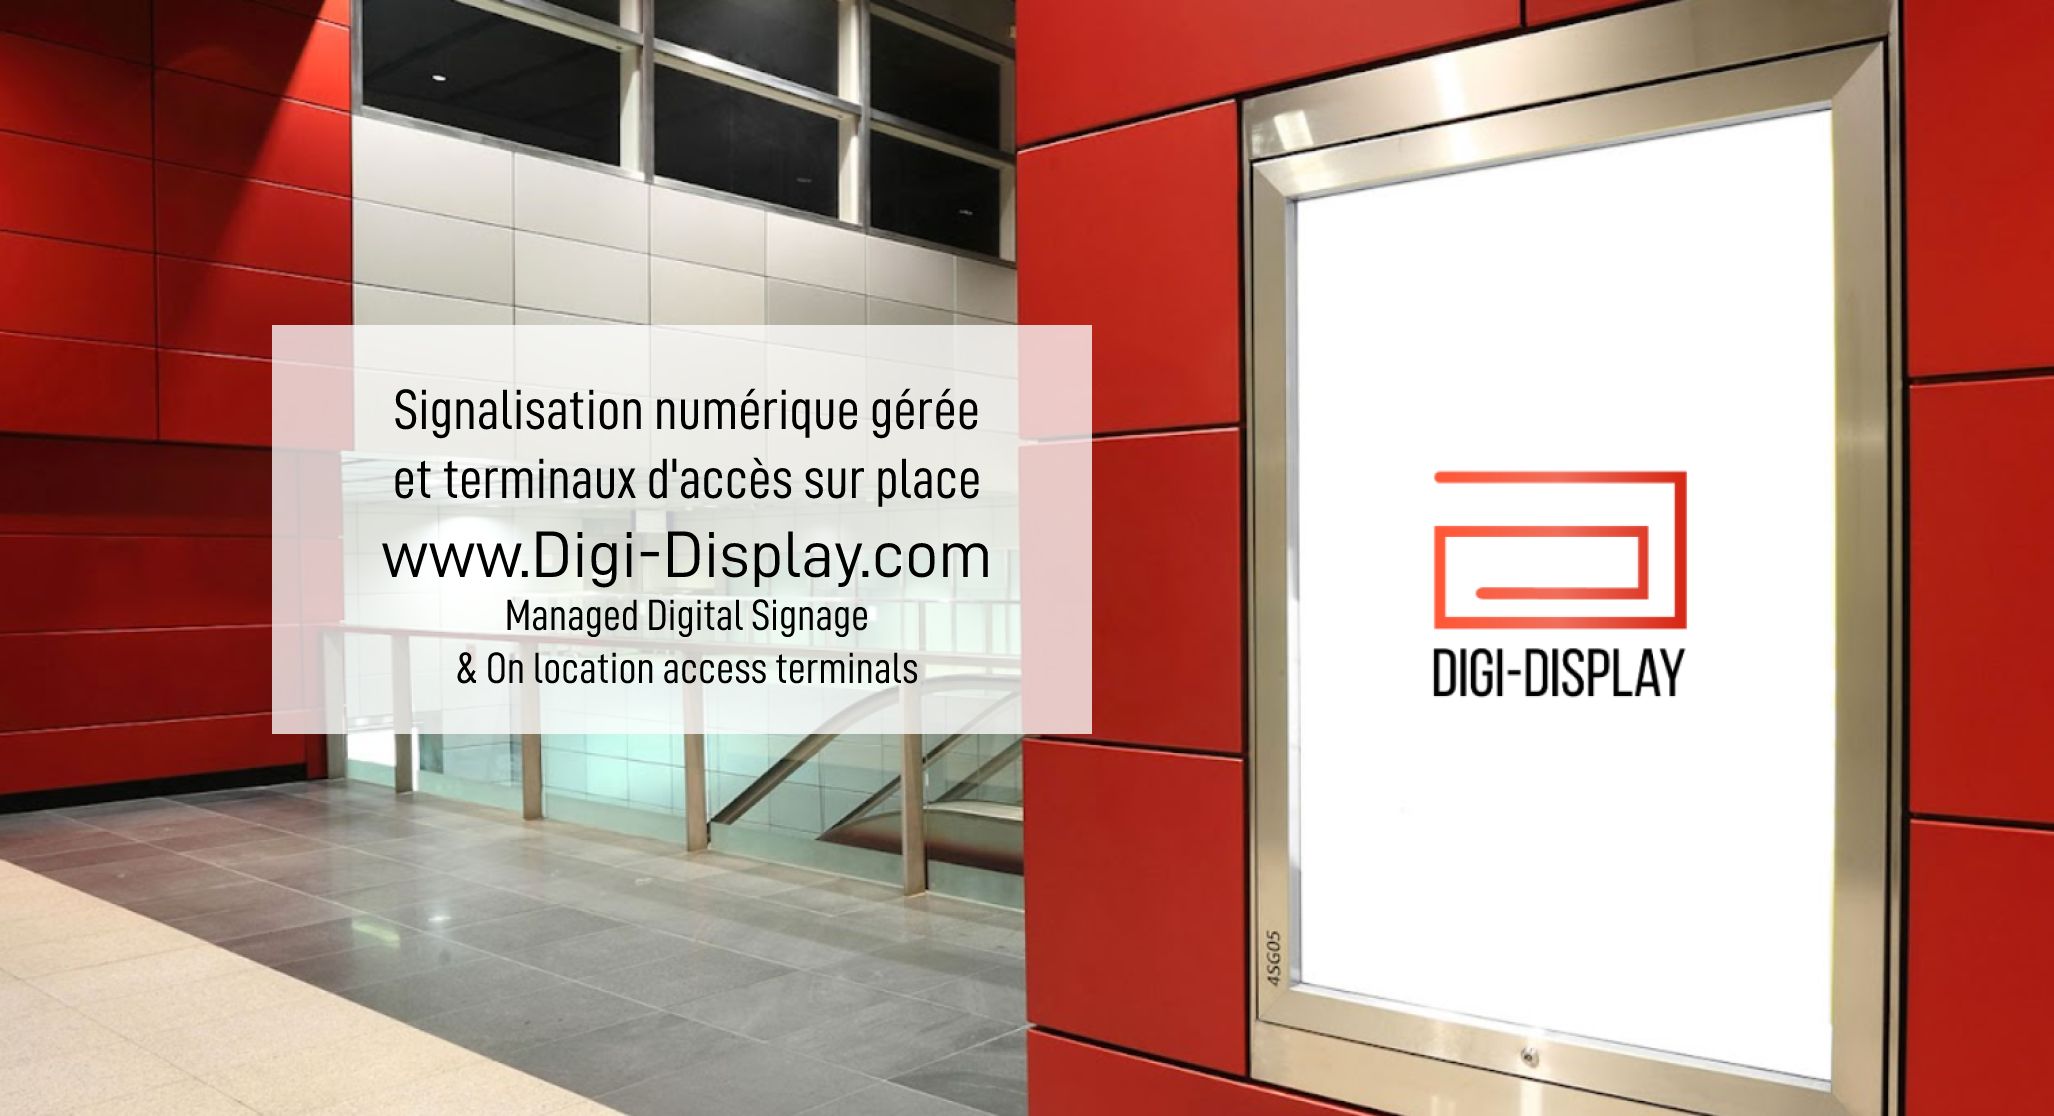 Signalisation numérique gérée
et terminaux d'accès sur place
www.Digi-Display.com
Managed Digital Signage
& On location access terminals
DIGI-DISPLAY
4SG05